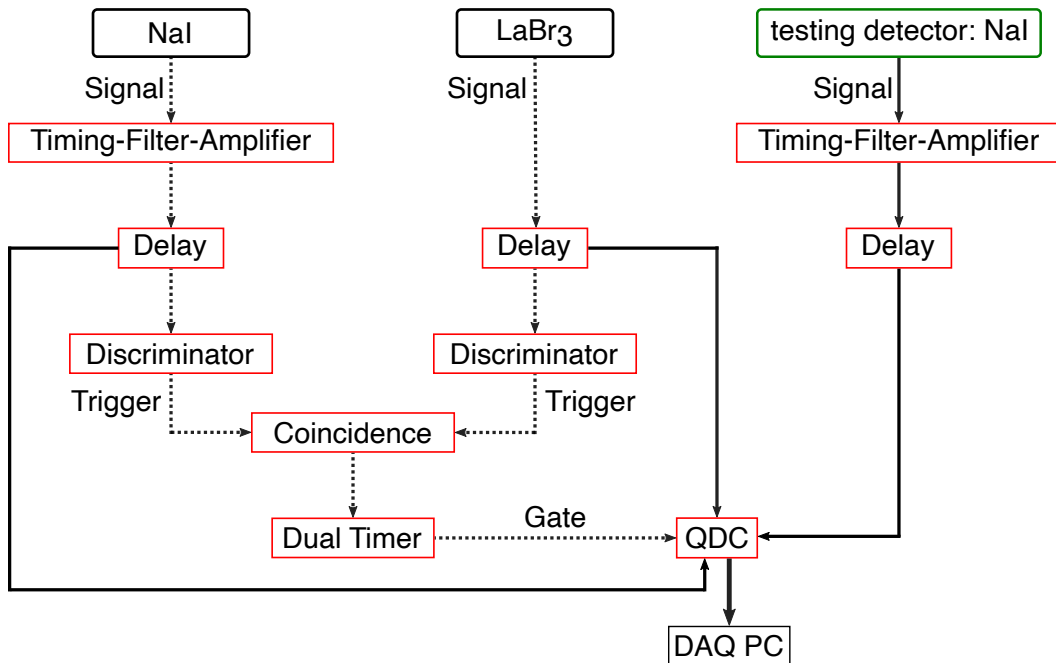 NaI
LaBr3
testing detector: NaI
Signal
Signal
Signal
Timing-Filter-Amplifier
Timing-Filter-Amplifier
Delay
Delay
Delay
Discriminator
Discriminator
Trigger
Trigger
Coincidence
Gate
Dual Timer
QDC
DAQ PC